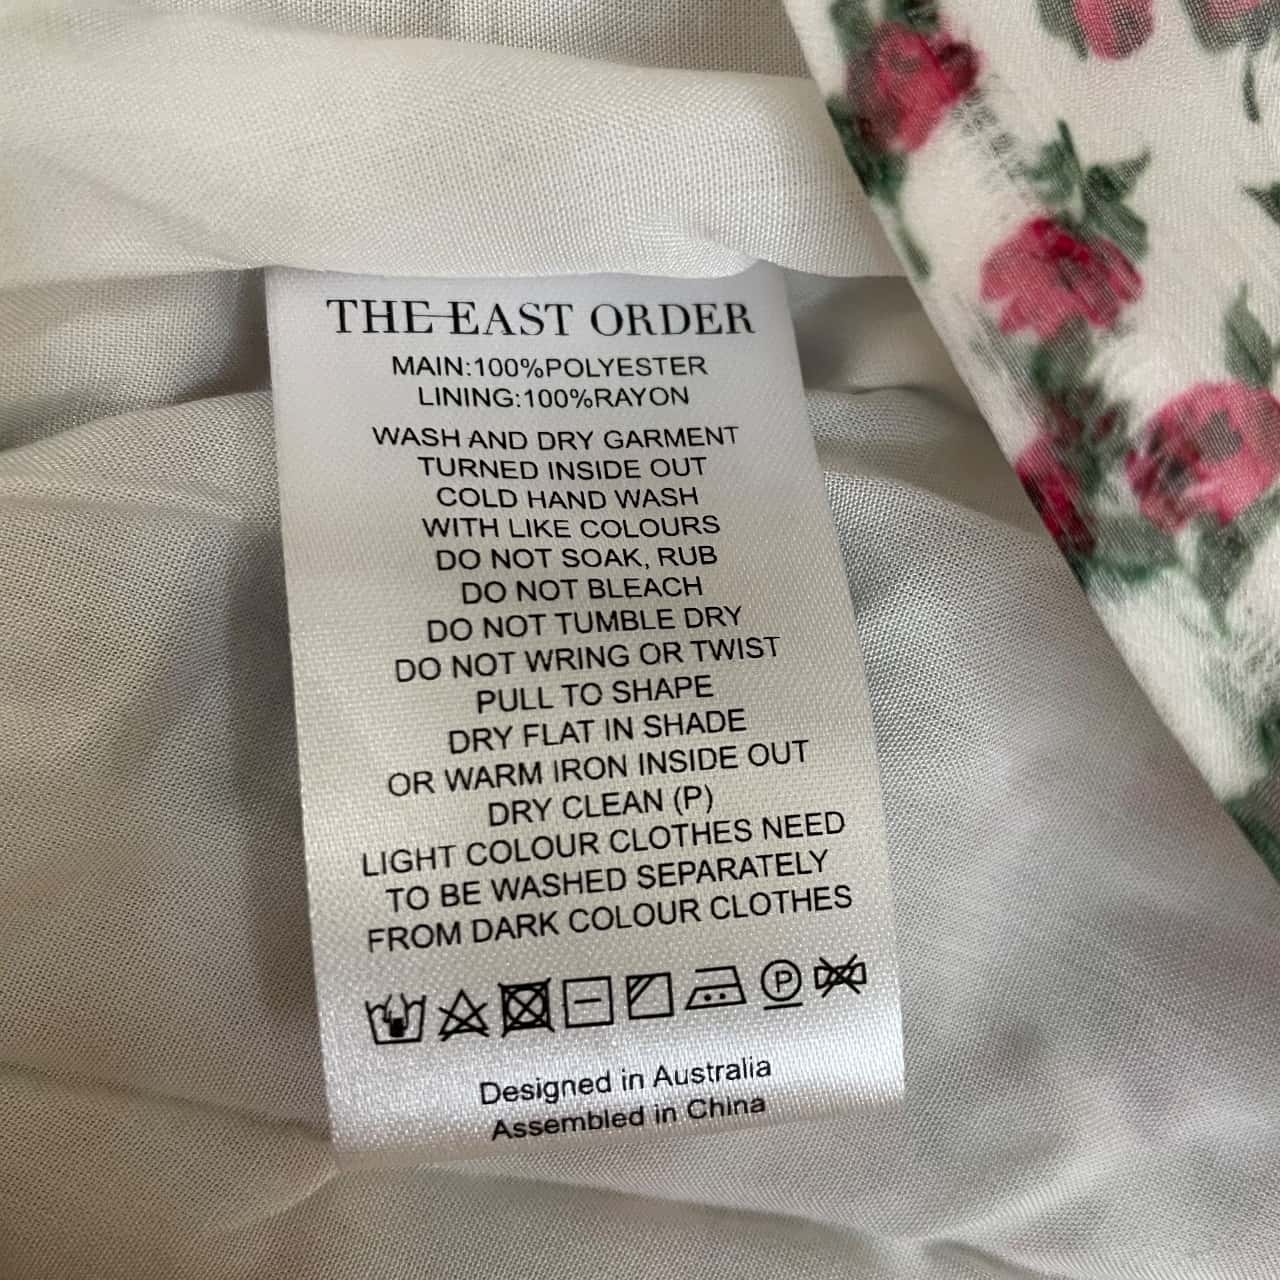 THE EAST ORDER
MAIN:100%POLYESTER
LINING:100%RAYON
WASH AND DRY GARMENT
TURNED INSIDE OUT
COLD HAND WASH
WITH LIKE COLOURS
DO NOT SOAK, RUB
DO NOT BLEACH
DO NOT TUMBLE DRY
DO NOT WRING OR TWIST
PULL TO SHAPE
DRY FLAT IN SHADE
OR WARM IRON INSIDE OUT
DRY CLEAN (P)
LIGHT COLOUR CLOTHES NEED
TO BE WASHED SEPARATELY
FROM DARK COLOUR CLOTHES
P
Designed in Australia
Assembled in China